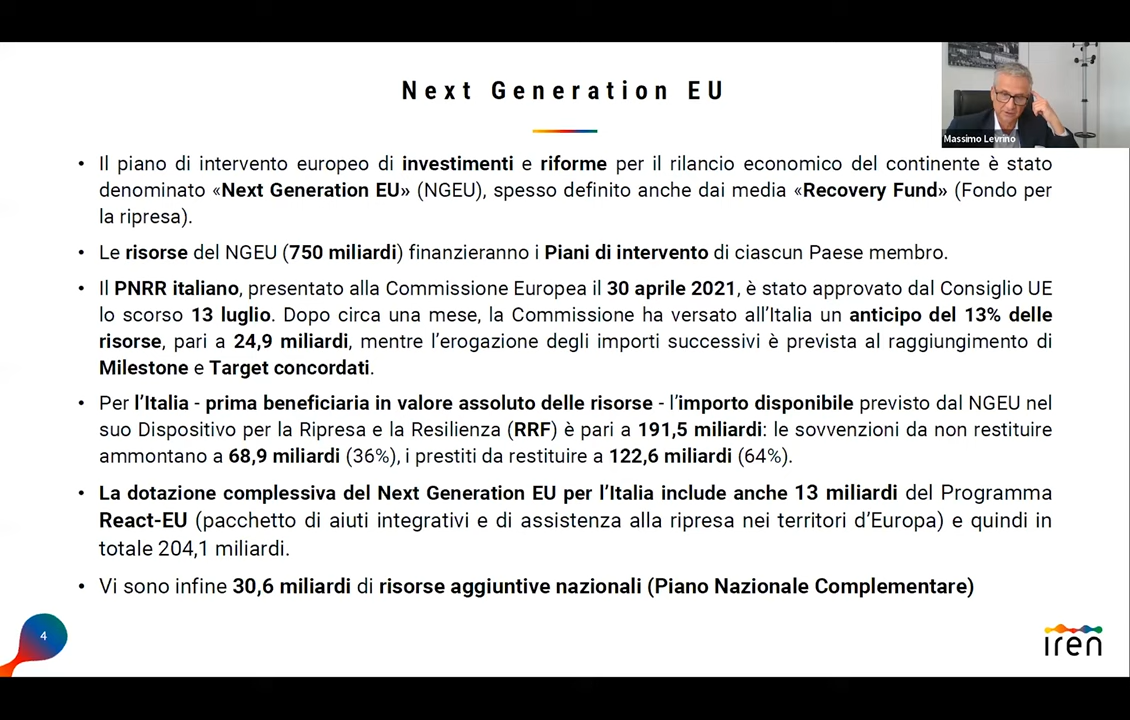 Next Generation EU
Massimo Levrino
• Il piano di intervento europeo di investimenti e riforme per il rilancio economico del continente è stato
denominato «Next Generation EU» (NGEU), spesso definito anche dai media «Recovery Fund» (Fondo per
la ripresa).
• Le risorse del NGEU (750 miliardi) finanzieranno i Piani di intervento di ciascun Paese membro.
• Il PNRR italiano, presentato alla Commissione Europea il 30 aprile 2021, è stato approvato dal Consiglio UE
lo scorso 13 luglio. Dopo circa una mese, la Commissione ha versato all’Italia un anticipo del 13% delle
risorse, pari a 24,9 miliardi, mentre l’erogazione degli importi successivi è prevista al raggiungimento di
Milestone e Target concordati.
• Per l’Italia - prima beneficiaria in valore assoluto delle risorse - l’importo disponibile previsto dal NGEU nel
suo Dispositivo per la Ripresa e la Resilienza (RRF) è pari a 191,5 miliardi: le sovvenzioni da non restituire
ammontano a 68,9 miliardi (36%), i prestiti da restituire a 122,6 miliardi (64%).
• La dotazione complessiva del Next Generation EU per l’Italia include anche 13 miliardi del Programma
React-EU (pacchetto di aiuti integrativi e di assistenza alla ripresa nei territori d’Europa) e quindi in
totale 204,1 miliardi.
• Vi sono infine 30,6 miliardi di risorse aggiuntive nazionali (Piano Nazionale Complementare)
4
iren